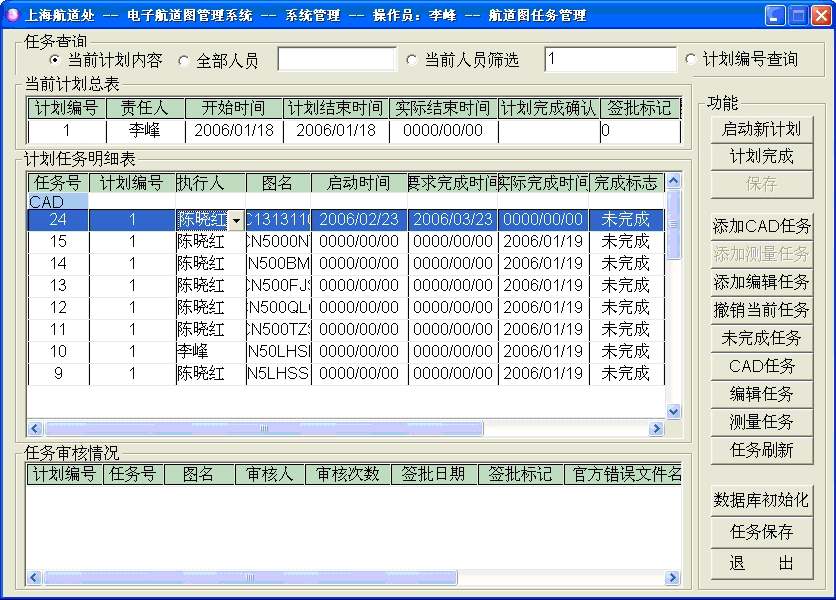 上海航道处 -- 电子航道图管理系统 -- 系统管理 -- 操作员: 李峰 -- 航道图任务管理
任务查询
当前计划内容 全部人员 当前人员筛选 1 计划编号查询
当前计划总表
计划编号 责任人 开始时间 计划结束时间 实际结束时间 计划完成确认 签批标记
1 李峰 2006/01/18 2006/01/18 0000/00/00 0
计划任务明细表
任务号 计划编号 执行人 图名 启动时间 要求完成时间 实际完成时间 完成标志
CAD
24 1 陈晓红 C1313110 2006/02/23 2006/03/23 0000/00/00 未完成
15 1 陈晓红 CN5000N 0000/00/00 0000/00/00 2006/01/19 未完成
14 1 陈晓红 CN500BM 0000/00/00 0000/00/00 2006/01/19 未完成
13 1 陈晓红 CN500FJS 0000/00/00 0000/00/00 2006/01/19 未完成
12 1 陈晓红 CN500QL 0000/00/00 0000/00/00 2006/01/19 未完成
11 1 陈晓红 CN500TZS 0000/00/00 0000/00/00 2006/01/19 未完成
10 1 李峰 CN50LHS 0000/00/00 0000/00/00 2006/01/19 未完成
9 1 陈晓红 CN5LHSS 0000/00/00 0000/00/00 2006/01/19 未完成
任务审核情况
计划编号 任务号 图名 审核人 审核次数 签批日期 签批标记 官方错误文件名
功能
启动新计划
计划完成
保存
添加CAD任务
添加测量任务
添加编辑任务
撤销当前任务
未完成任务
CAD任务
编辑任务
测量任务
任务刷新
数据库初始化
任务保存
退 出